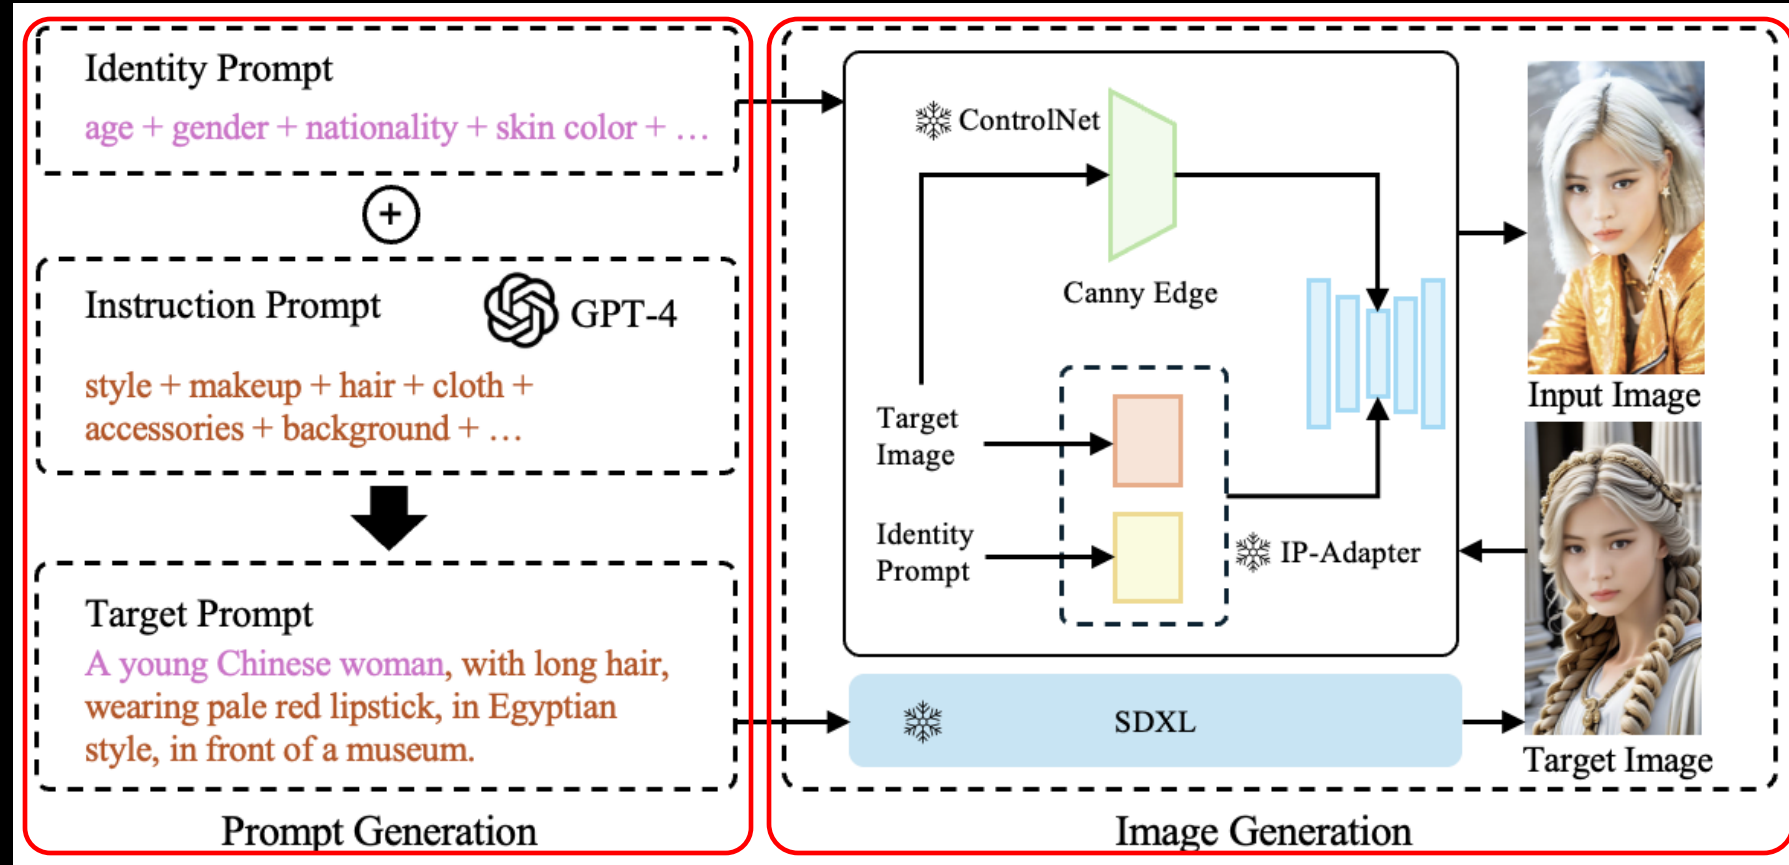 Identity Prompt
age + gender + nationality + skin color + …
+
Instruction Prompt
GPT-4
style + makeup + hair + cloth +
accessories + background + …
Target Prompt
A young Chinese woman, with long hair,
wearing pale red lipstick, in Egyptian
style, in front of a museum.
Prompt Generation
ControlNet
Canny Edge
Target
Image
Identity
Prompt
IP-Adapter
SDXL
Input Image
Target Image
Image Generation